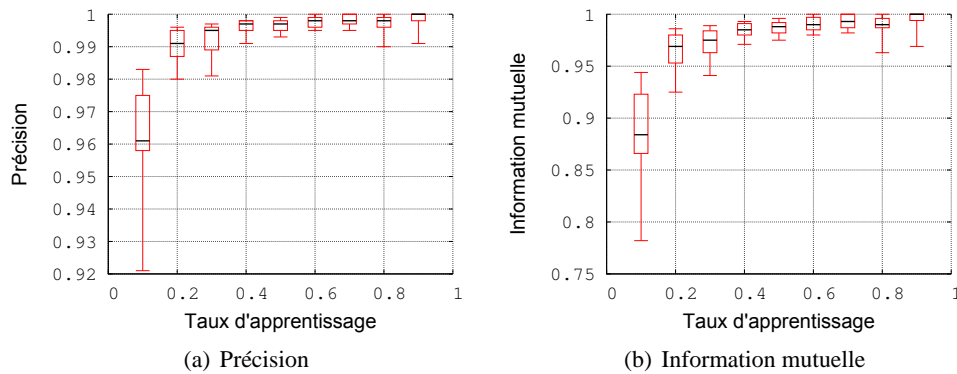 1
0.99
0.98
0.97
0.96
0.95
0.94
0.93
0.92
Précision
0 0.2 0.4 0.6 0.8 1
Taux d'apprentissage
(a) Précision
1
0.95
0.9
0.85
0.8
0.75
Information mutuelle
0 0.2 0.4 0.6 0.8 1
Taux d'apprentissage
(b) Information mutuelle